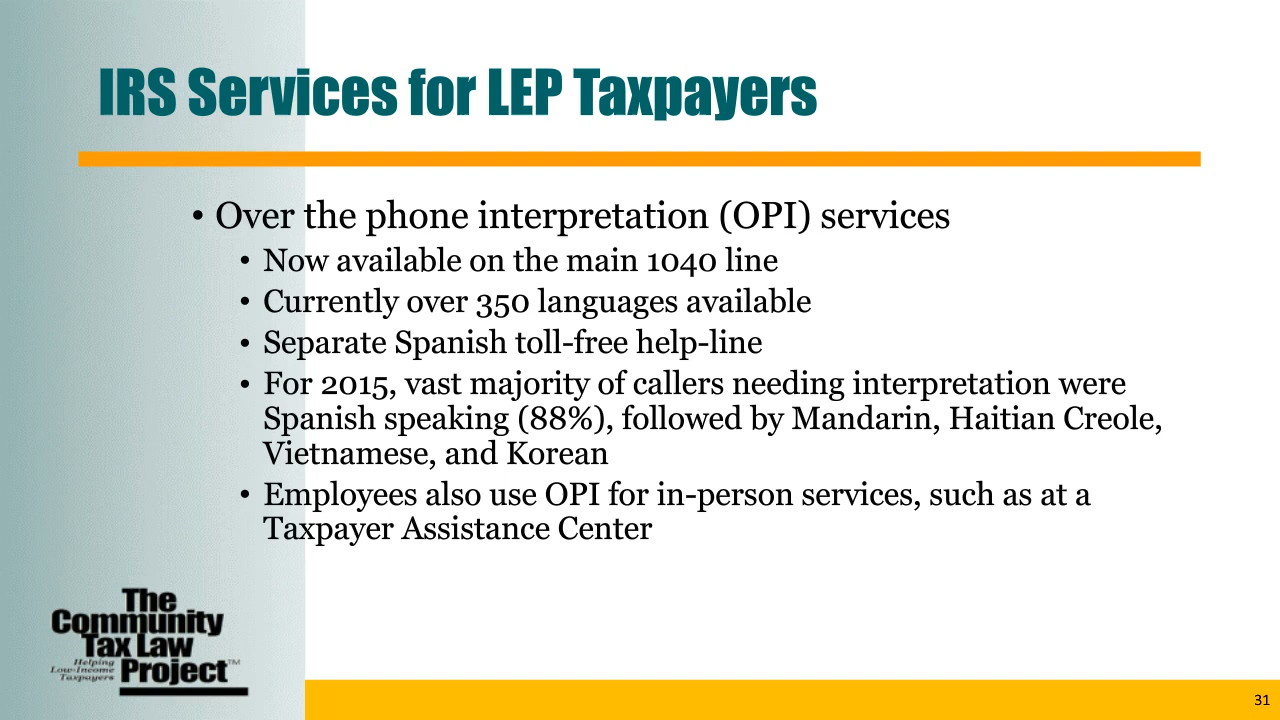 IRS Services for LEP Taxpayers
• Over the phone interpretation (OPI) services
• Now available on the main 1040 line
• Currently over 350 languages available
• Separate Spanish toll-free help-line
• For 2015, vast majority of callers needing interpretation were
Spanish speaking (88%), followed by Mandarin, Haitian Creole,
Vietnamese, and Korean
• Employees also use OPI for in-person services, such as at a
Taxpayer Assistance Center
The
Community
Tax Law
Project™
Helping
Low-Income
Taxpayers
31